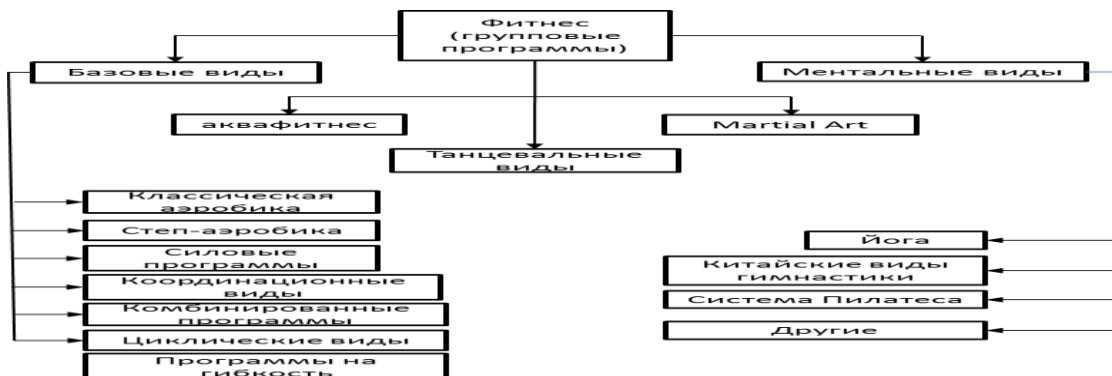 Фитнес
(групповые
программы)
Базовые виды
Ментальные виды
аквафитнес
Martial Art
Танцевальные
виды
Классическая
аэробика
Степ-аэробика
Силовые
программы
Координационные
виды
Комбинированные
программы
Циклические виды
Программы на
гибкость
Йога
Китайские виды
гимнастики
Система Пилатеса
Другие